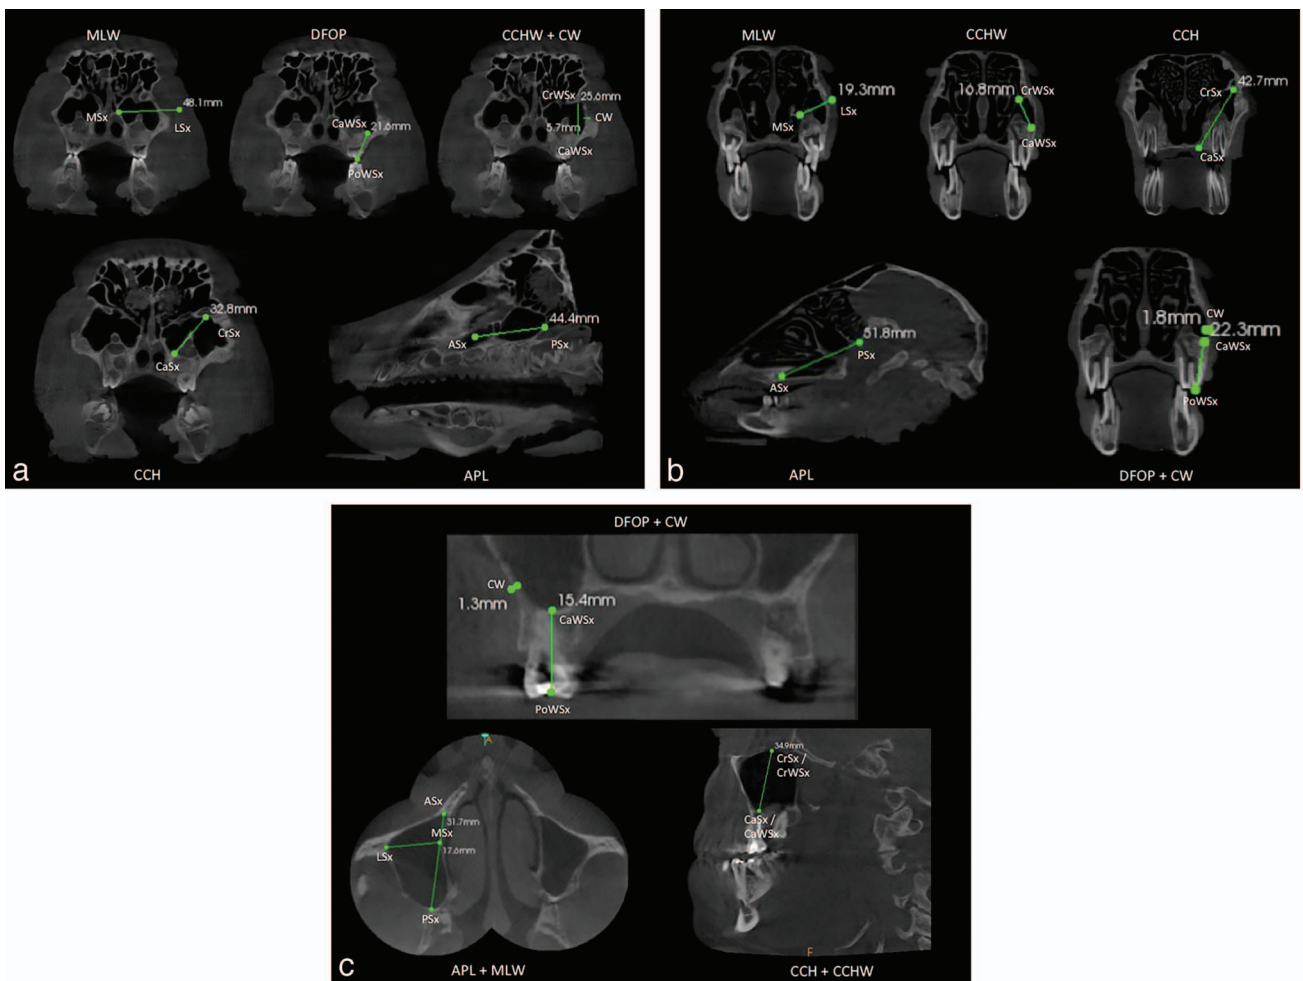 MLW
DFOP
CCHW + CW
48.1mm
MSx
LSx
CaWSx
21.6mm
PoWSx
CrWSx
25.6mm
CW
5.7mm
CaWSx
32.8mm
CrSx
CaSx
44.4mm
ASx
PSx
a
CCH
APL
MLW
CCHW
CCH
19.3mm
MSx
LSx
16.8mm
CrWSx
CaWSx
42.7mm
CrSx
CaSx
51.8mm
PSx
ASx
CW
1.8mm
22.3mm
CaWSx
PoWSx
b
APL
DFOP + CW
DFOP + CW
CW
1.3mm
15.4mm
CaWSx
PoWSx
A
ASx
31.7mm
MSx
17.6mm
LSx
PSx
34.9mm
CrSx /
CrWSx
CaSx /
CaWSx
F
c
APL + MLW
CCH + CCHW